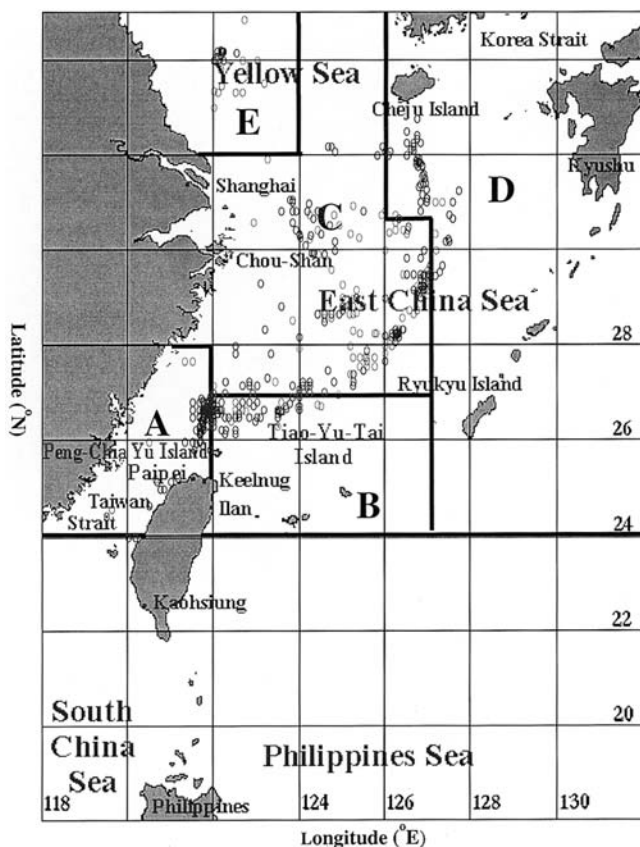 Korea Strait
Yellow Sea
Cheju Island
E
Ryushu
D
Shanghai
C
Chou-Shan
East China Sea
28
Ryukyu Island
A
Tiao-Yu-Tai
Island
26
Peng-Chia Yu Island
Paipei
Keelnug
Taiwan
Ilan
B
Strait
24
Kaohsiung
22
20
South
China
Sea
Philippines Sea
Philippines
118
124
126
128
130
Latitude (°N)
Longitude (°E)